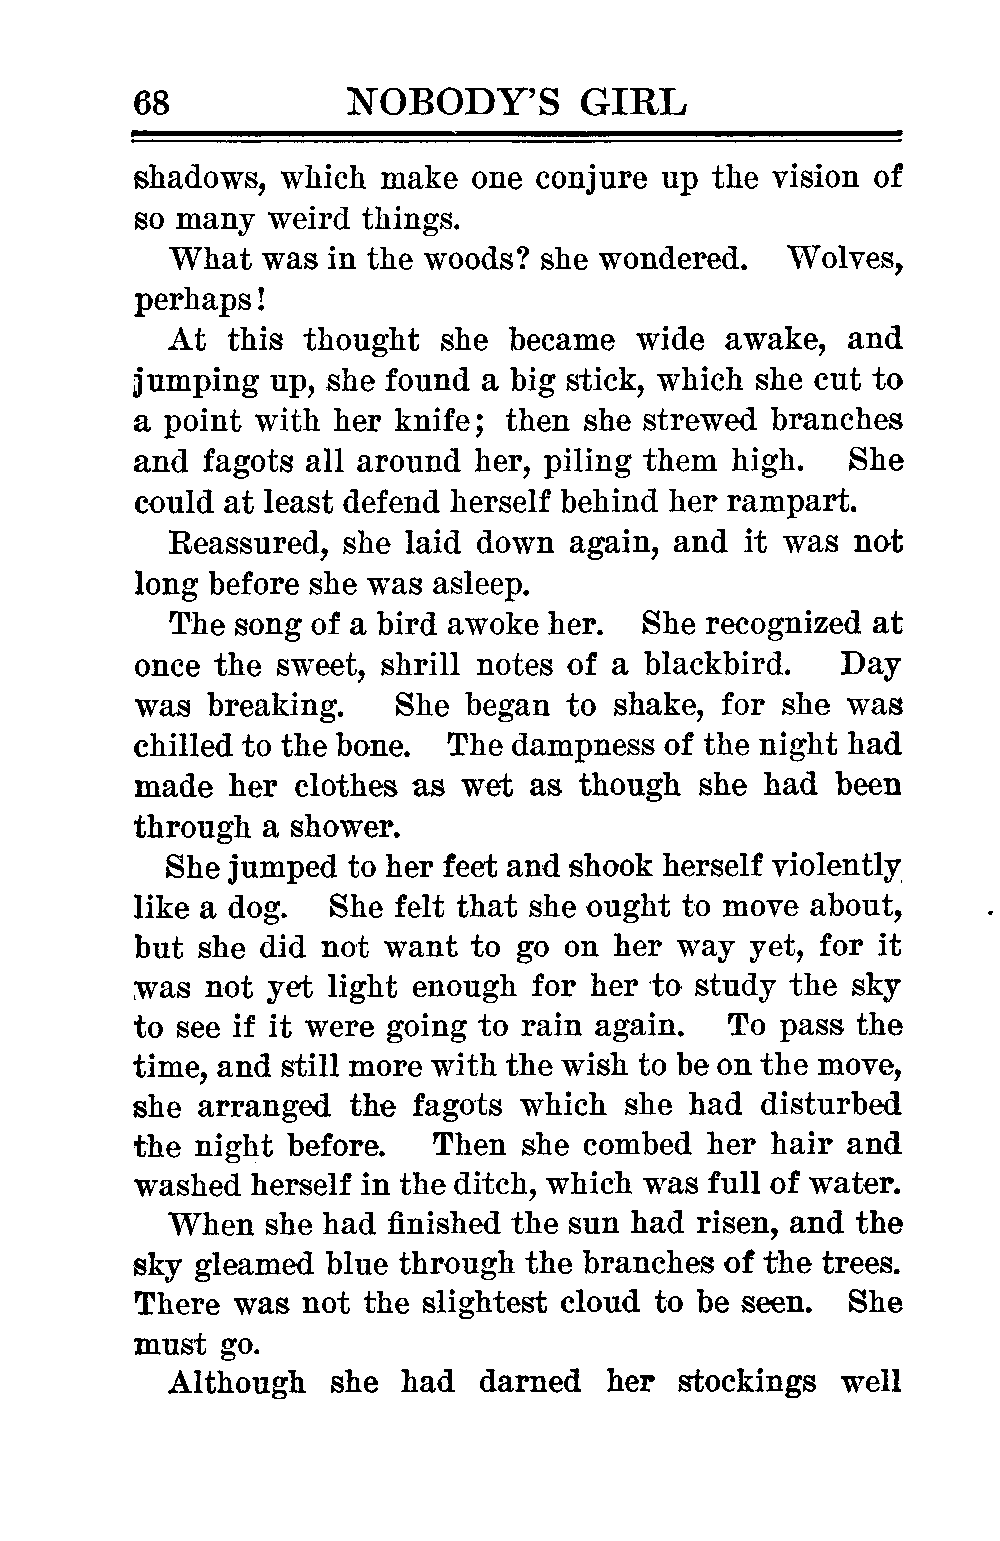 68 NOBODY'S GIRL
shadows, which make one conjure up the vision of
so many weird things.
What was in the woods? she wondered. Wolves,
perhaps!
At this thought she became wide awake, and
jumping up, she found a big stick, which she cut to
a point with her knife; then she strewed branches
and fagots all around her, piling them high. She
could at least defend herself behind her rampart.
Reassured, she laid down again, and it was not
long before she was asleep.
The song of a bird awoke her. She recognized at
once the sweet, shrill notes of a blackbird. Day
was breaking. She began to shake, for she was
chilled to the bone. The dampness of the night had
made her clothes as wet as though she had been
through a shower.
She jumped to her feet and shook herself violently
like a dog. She felt that she ought to move about,
but she did not want to go on her way yet, for it
was not yet light enough for her to study the sky
to see if it were going to rain again. To pass the
time, and still more with the wish to be on the move,
she arranged the fagots which she had disturbed
the night before. Then she combed her hair and
washed herself in the ditch, which was full of water.
When she had finished the sun had risen, and the
sky gleamed blue through the branches of the trees.
There was not the slightest cloud to be seen. She
must go.
Although she had darned her stockings well